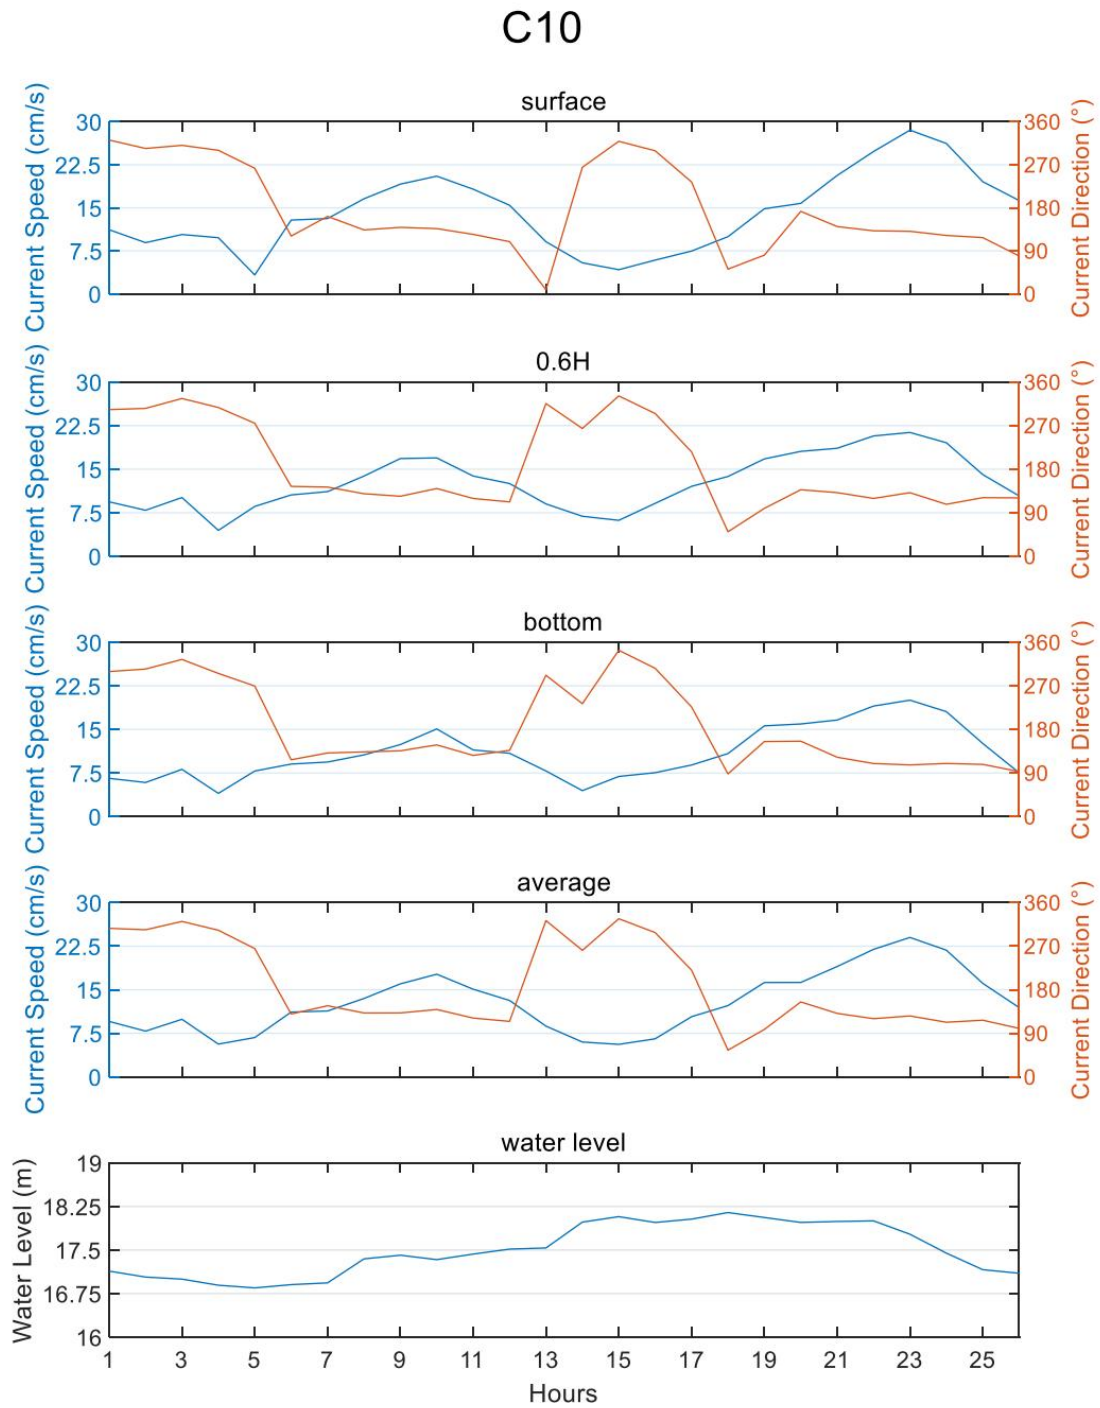 C10
surface
Current Speed (cm/s)
30
22.5
15
7.5
0
360
270
180
90
0
Current Direction (°)
0.6H
Current Speed (cm/s)
30
22.5
15
7.5
0
360
270
180
90
0
Current Direction (°)
bottom
Current Speed (cm/s)
30
22.5
15
7.5
0
360
270
180
90
0
Current Direction (°)
average
Current Speed (cm/s)
30
22.5
15
7.5
0
360
270
180
90
0
Current Direction (°)
water level
Water Level (m)
19
18.25
17.5
16.75
16
1 3 5 7 9 11 13 15 17 19 21 23 25
Hours